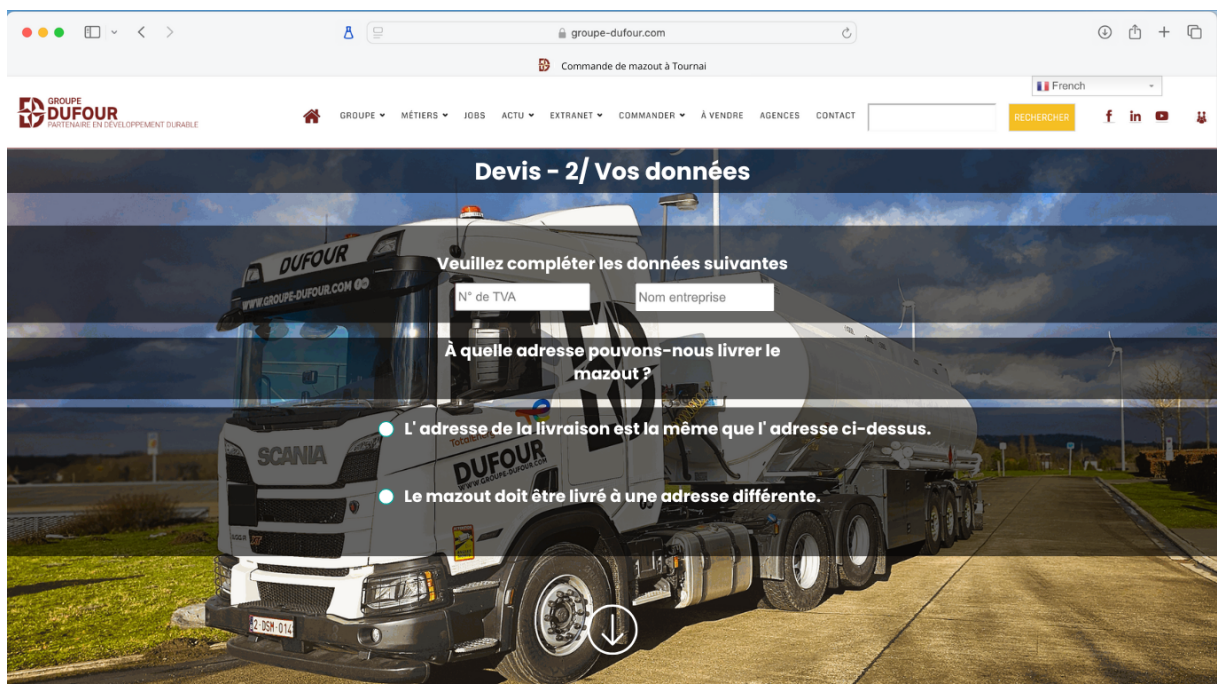 groupe-dufour.com
Commande de mazout à Tournai
French
GROUPE
DUFOUR
PARTENAIRE EN DÉVELOPPEMENT DURABLE
GROUPE MÉTIERS JOBS ACTU EXTRANET COMMANDER À VENDRE AGENCES CONTACT
RECHERCHER
Devis - 2/ Vos données
Veuillez compléter les données suivantes
N° de TVA Nom entreprise
À quelle adresse pouvons-nous livrer le
mazout ?
L' adresse de la livraison est la même que l' adresse ci-dessus.
Le mazout doit être livré à une adresse différente.
DUFOUR
WWW.GROUPE-DUFOUR.COM
SCANIA
TotalEnergies
DUFOUR
WWW.GROUPE-DUFOUR.COM
2-DSM-014